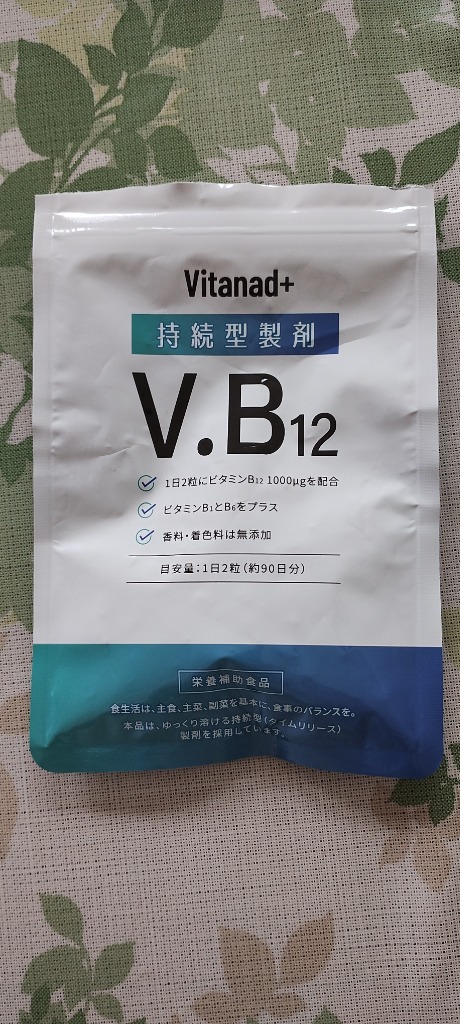 Vitanad+
持続型製剤
V.B12
1日2粒にビタミンB12 1000μgを配合
ビタミンB1とB6をプラス
香料・着色料は無添加
目安量：1日2粒（約90日分）
栄養補助食品
食生活は、主食、主菜、副菜を基本に、食事のバランスを。
本品は、ゆっくり溶ける持続型（タイムリリース）
製剤を採用しています。